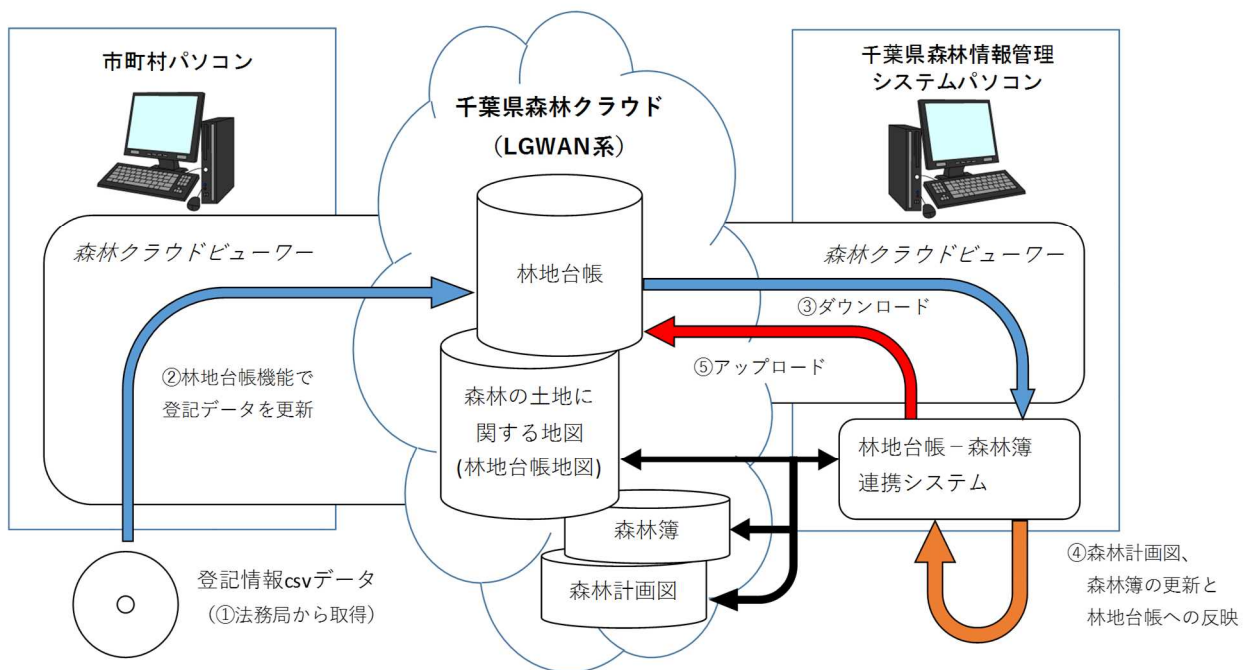 市町村パソコン
千葉県森林クラウド
（LGWAN系）
千葉県森林情報管理
システムパソコン
森林クラウドビューワー
林地台帳
森林クラウドビューワー
③ダウンロード
⑤アップロード
②林地台帳機能で
登記データを更新
森林の土地に
関する地図
(林地台帳地図)
林地台帳－森林簿
連携システム
森林簿
森林計画図
登記情報csvデータ
（①法務局から取得）
④森林計画図、
森林簿の更新と
林地台帳への反映